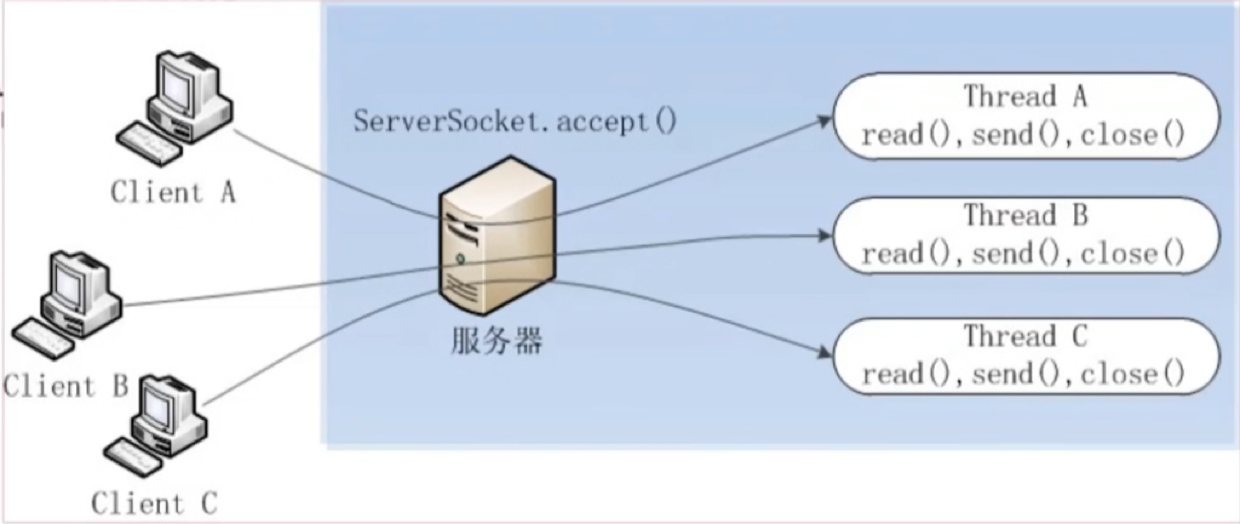 ServerSocket.accept()
Client A
Client B
Client C
服务器
Thread A
read(),send(),close()
Thread B
read(),send(),close()
Thread C
read(),send(),close()